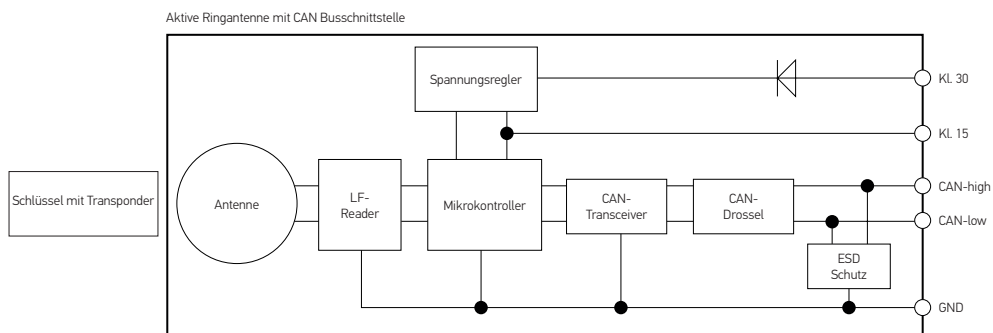 Aktive Ringantenne mit CAN Busschnittstelle
Spannungsregler
Kl. 30
Kl. 15
Schlüssel mit Transponder
Antenne
LF-
Reader
Mikrokontroller
CAN-
Transceiver
CAN-
Drossel
CAN-high
CAN-low
ESD
Schutz
GND